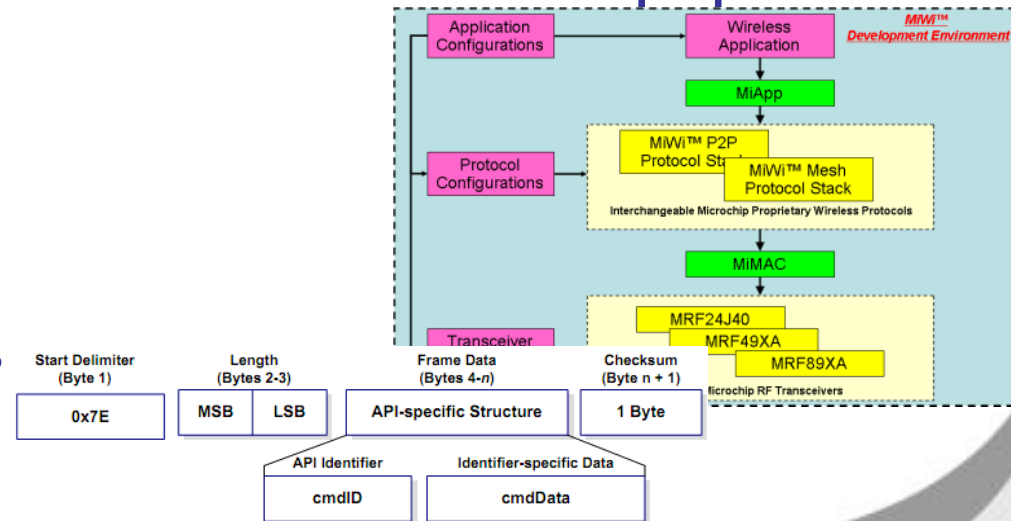 MiWi™
Development Environment
Application
Configurations
Wireless
Application
MiApp
Protocol
Configurations
MiWi™ P2P
Protocol
MiWi™ Mesh
Protocol Stack
Interchangeable Microchip Proprietary Wireless Protocols
MiMAC
Transceiver
MRF24J40
MRF49XA
MRF89XA
Microchip RF Transceivers
Start Delimiter
(Byte 1)
Length
(Bytes 2-3)
Frame Data
(Bytes 4-n)
Checksum
(Byte n + 1)
0x7E
MSB
LSB
API-specific Structure
1 Byte
API Identifier
Identifier-specific Data
cmdID
cmdData